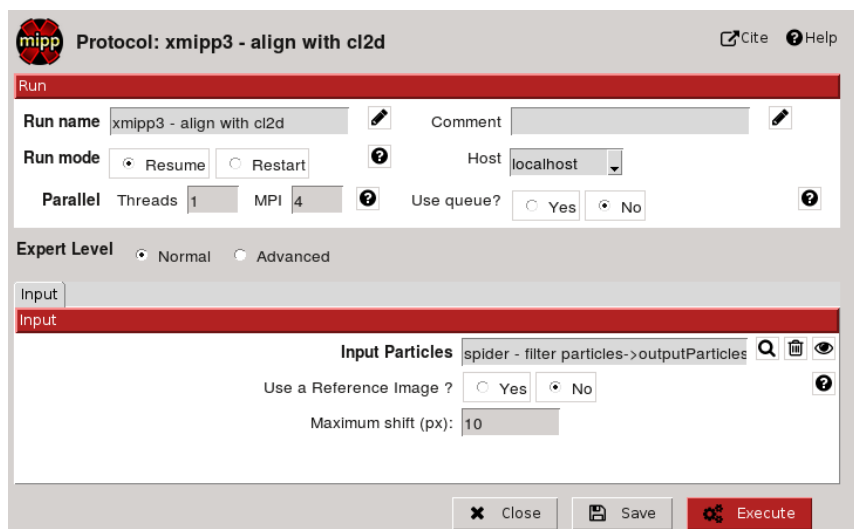 mipp Protocol: xmipp3 - align with cl2d Cite Help
Run
Run name xmipp3 - align with cl2d Comment
Run mode Resume Restart Host localhost
Parallel Threads 1 MPI 4 Use queue? Yes No
Expert Level Normal Advanced
Input
Input
Input Particles spider - filter particles->outputParticles
Use a Reference Image ? Yes No
Maximum shift (px): 10
Close Save Execute